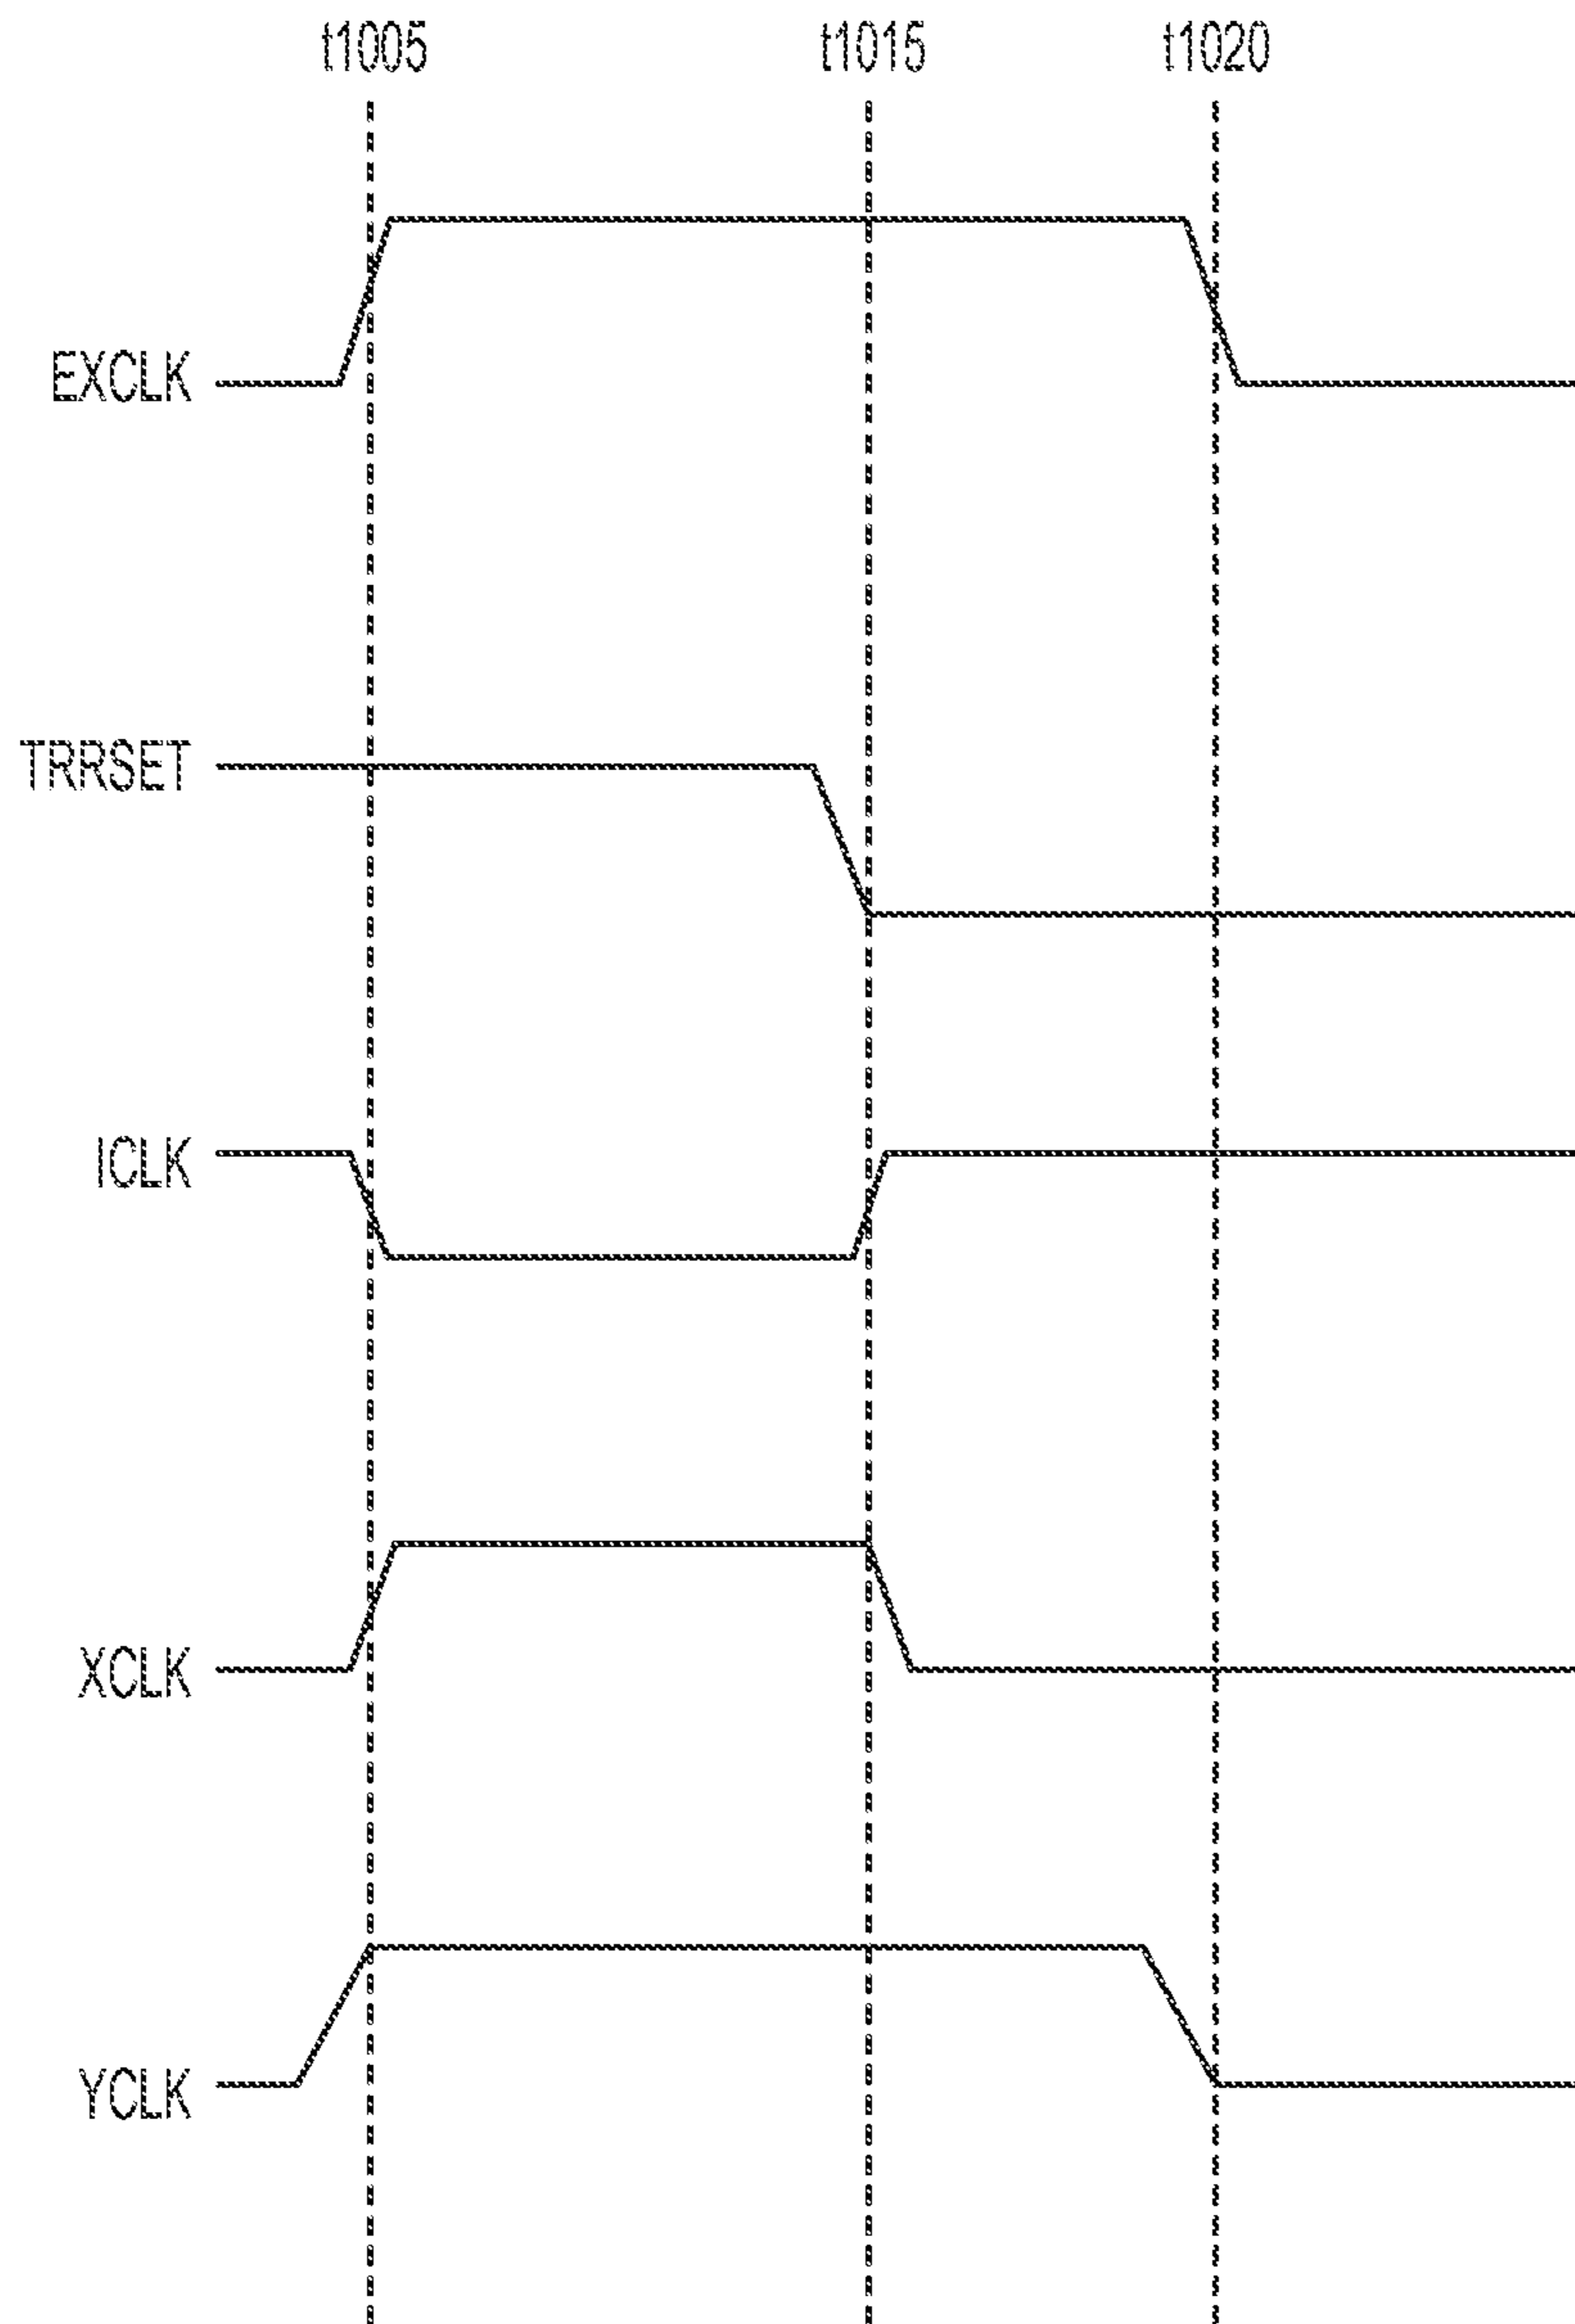 t1005 t1015 t1020
EXCLK
TRRSET
ICLK
XCLK
YCLK